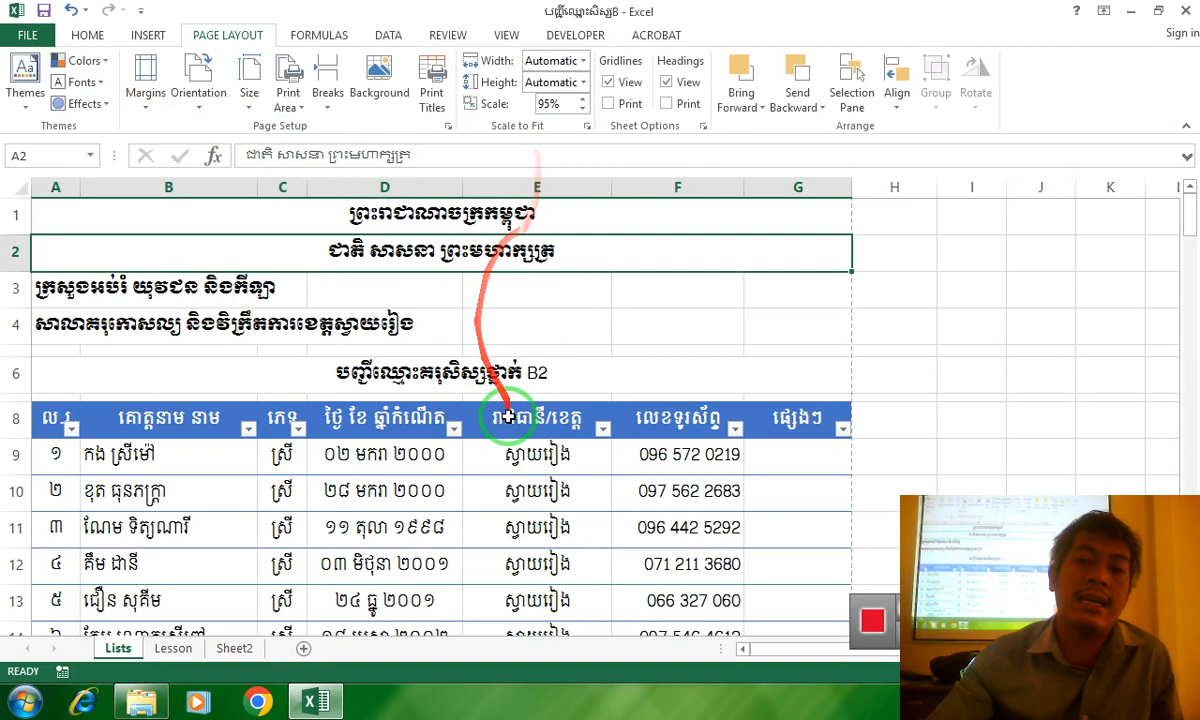 បញ្ជីឈ្មោះសិស្សB - Excel
Sign in
FILE HOME INSERT PAGE LAYOUT FORMULAS DATA REVIEW VIEW DEVELOPER ACROBAT
Themes Colors Fonts Effects Margins Orientation Size Print Area Breaks Background Print Titles Width: Automatic Height: Automatic Scale: 95% Gridlines View Print Headings View Print Bring Forward Send Backward Selection Pane Align Group Rotate
Themes Page Setup Scale to Fit Sheet Options Arrange
A2 fx ជាតិ សាសនា ព្រះមហាក្សត្រ
A B C D E F G H I J K
1 ព្រះរាជាណាចក្រកម្ពុជា
2 ជាតិ សាសនា ព្រះមហាក្សត្រ
3 ក្រសួងអប់រំ យុវជន និងកីឡា
4 សាលាគរុកោសល្យ និងវិក្រឹតការខេត្តស្វាយរៀង
6 បញ្ជីឈ្មោះគរុសិស្សថ្នាក់ B2
8 ល.រ គោត្តនាម នាម ភេទ ថ្ងៃ ខែ ឆ្នាំកំណើត រាជធានី/ខេត្ត លេខទូរស័ព្ទ ផ្សេងៗ
9 ១ កង ស្រីម៉ៅ ស្រី ០២ មករា ២០០០ ស្វាយរៀង 096 572 0219
10 ២ ខុត ធុនភក្ត្រា ស្រី ២៨ មករា ២០០០ ស្វាយរៀង 097 562 2683
11 ៣ ណែម ទិត្យណារី ស្រី ១១ តុលា ១៩៩៨ ស្វាយរៀង 096 442 5292
12 ៤ គឹម ដានី ស្រី ០៣ មិថុនា ២០០១ ស្វាយរៀង 071 211 3680
13 ៥ ជឿន សុគីម ស្រី ២៤ ធ្នូ ២០០១ ស្វាយរៀង 066 327 060
Lists Lesson Sheet2
READY